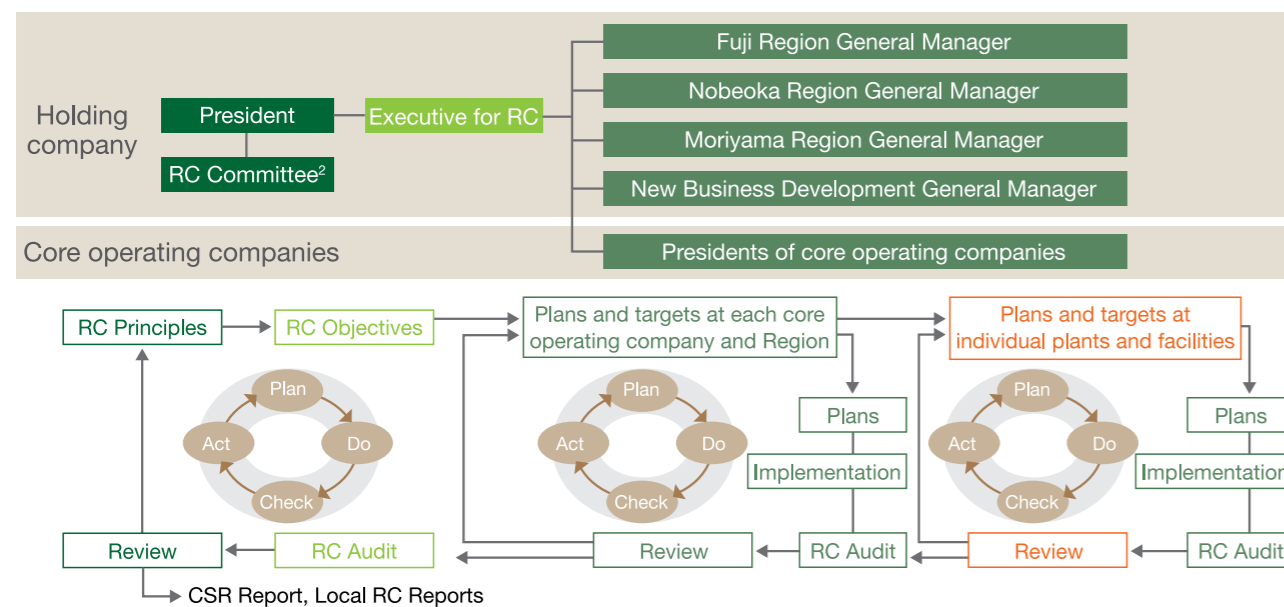 Holding
company
President
RC Committee²
Executive for RC
Fuji Region General Manager
Nobeoka Region General Manager
Moriyama Region General Manager
New Business Development General Manager
Core operating companies
Presidents of core operating companies
RC Principles
RC Objectives
Plans and targets at each core
operating company and Region
Plans and targets at
individual plants and facilities
Plan
Do
Check
Act
Plan
Do
Check
Act
Plans
Implementation
Plan
Do
Check
Act
Plans
Implementation
Review
RC Audit
Review
RC Audit
Review
RC Audit
CSR Report, Local RC Reports